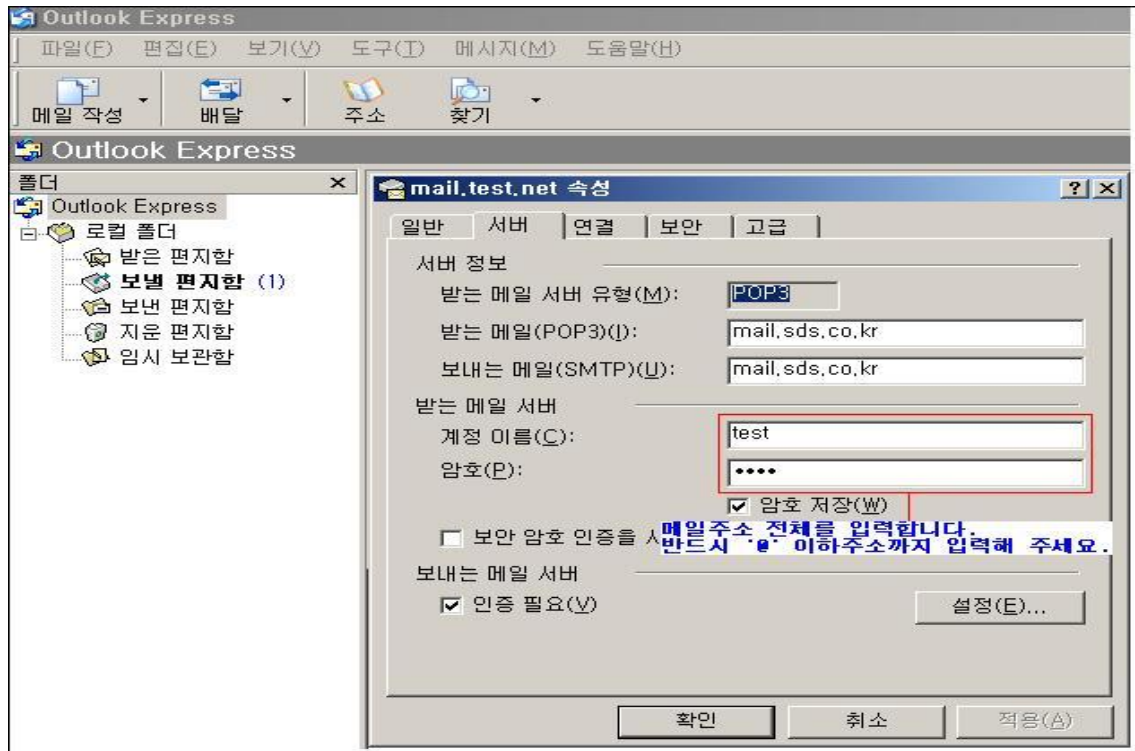 Outlook Express
파일(F) 편집(E) 보기(V) 도구(T) 메시지(M) 도움말(H)
메일 작성 배달 주소 찾기
Outlook Express
폴더
Outlook Express
로컬 폴더
받은 편지함
보낼 편지함 (1)
보낸 편지함
지운 편지함
임시 보관함
mail.test.net 속성
일반 서버 연결 보안 고급
서버 정보
받는 메일 서버 유형(M): POP3
받는 메일(POP3)(I): mail.sds.co.kr
보내는 메일(SMTP)(U): mail.sds.co.kr
받는 메일 서버
계정 이름(C): test
암호(P): ••••
암호 저장(W)
메일주소 전체를 입력합니다.
보안 암호 인증을 사
반드시 '@' 이하주소까지 입력해 주세요.
보내는 메일 서버
인증 필요(V) 설정(E)...
확인 취소 적용(A)